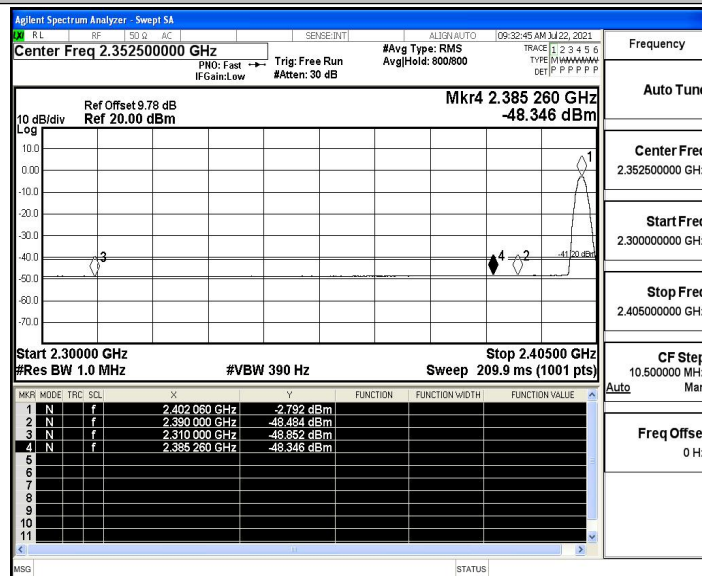 Agilent Spectrum Analyzer - Swept SA
LXI RL RF 50 Ω AC SENSE:INT ALIGN AUTO 09:32:45 AM Jul 22, 2021
Center Freq 2.352500000 GHz
PNO: Fast
IFGain:Low
Trig: Free Run
#Atten: 30 dB
#Avg Type: RMS
Avg|Hold: 800/800
TRACE 1 2 3 4 5 6
TYPE MWWWWW
DET P P P P P P
Frequency
Ref Offset 9.78 dB
10 dB/div Ref 20.00 dBm
Log
Mkr4 2.385 260 GHz
-48.346 dBm
10.0
0.00
-10.0
-20.0
-30.0
-40.0
-50.0
-60.0
-70.0
1
3
4
2
-41.20 dBm
Start 2.30000 GHz
Stop 2.40500 GHz
#Res BW 1.0 MHz #VBW 390 Hz Sweep 209.9 ms (1001 pts)
MKR MODE TRC SCL X Y FUNCTION FUNCTION WIDTH FUNCTION VALUE
1 N f 2.402 060 GHz -2.792 dBm
2 N f 2.390 000 GHz -48.484 dBm
3 N f 2.310 000 GHz -48.852 dBm
4 N f 2.385 260 GHz -48.346 dBm
5
6
7
8
9
10
11
MSG STATUS
Auto Tune
Center Freq
2.352500000 GHz
Start Freq
2.300000000 GHz
Stop Freq
2.405000000 GHz
CF Step
10.500000 MHz
Auto Man
Freq Offset
0 Hz